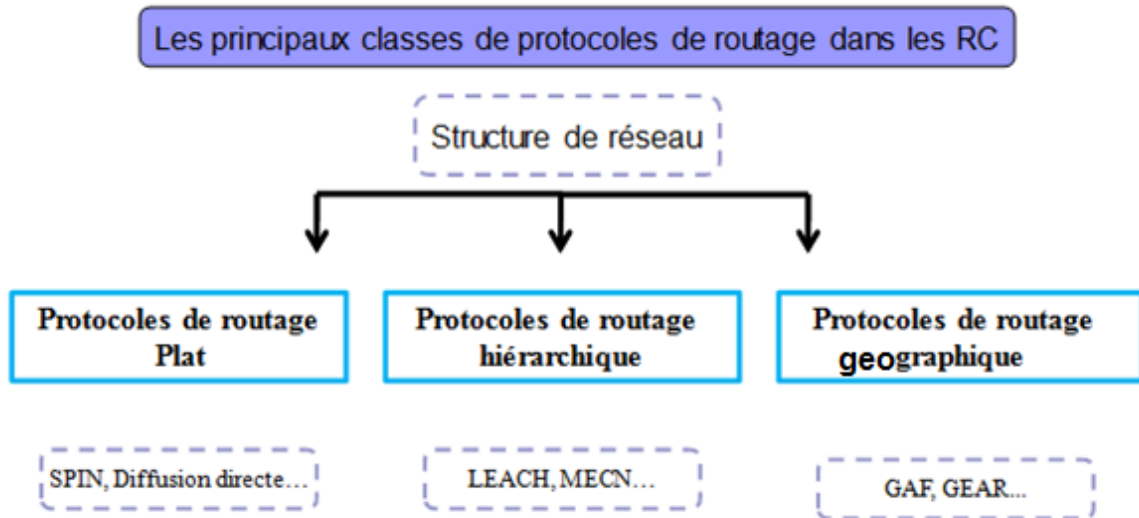 Les principaux classes de protocoles de routage dans les RC
Structure de réseau
Protocoles de routage
Plat
Protocoles de routage
hiérarchique
Protocoles de routage
geographique
SPIN, Diffusion directe…
LEACH, MECN…
GAF, GEAR...